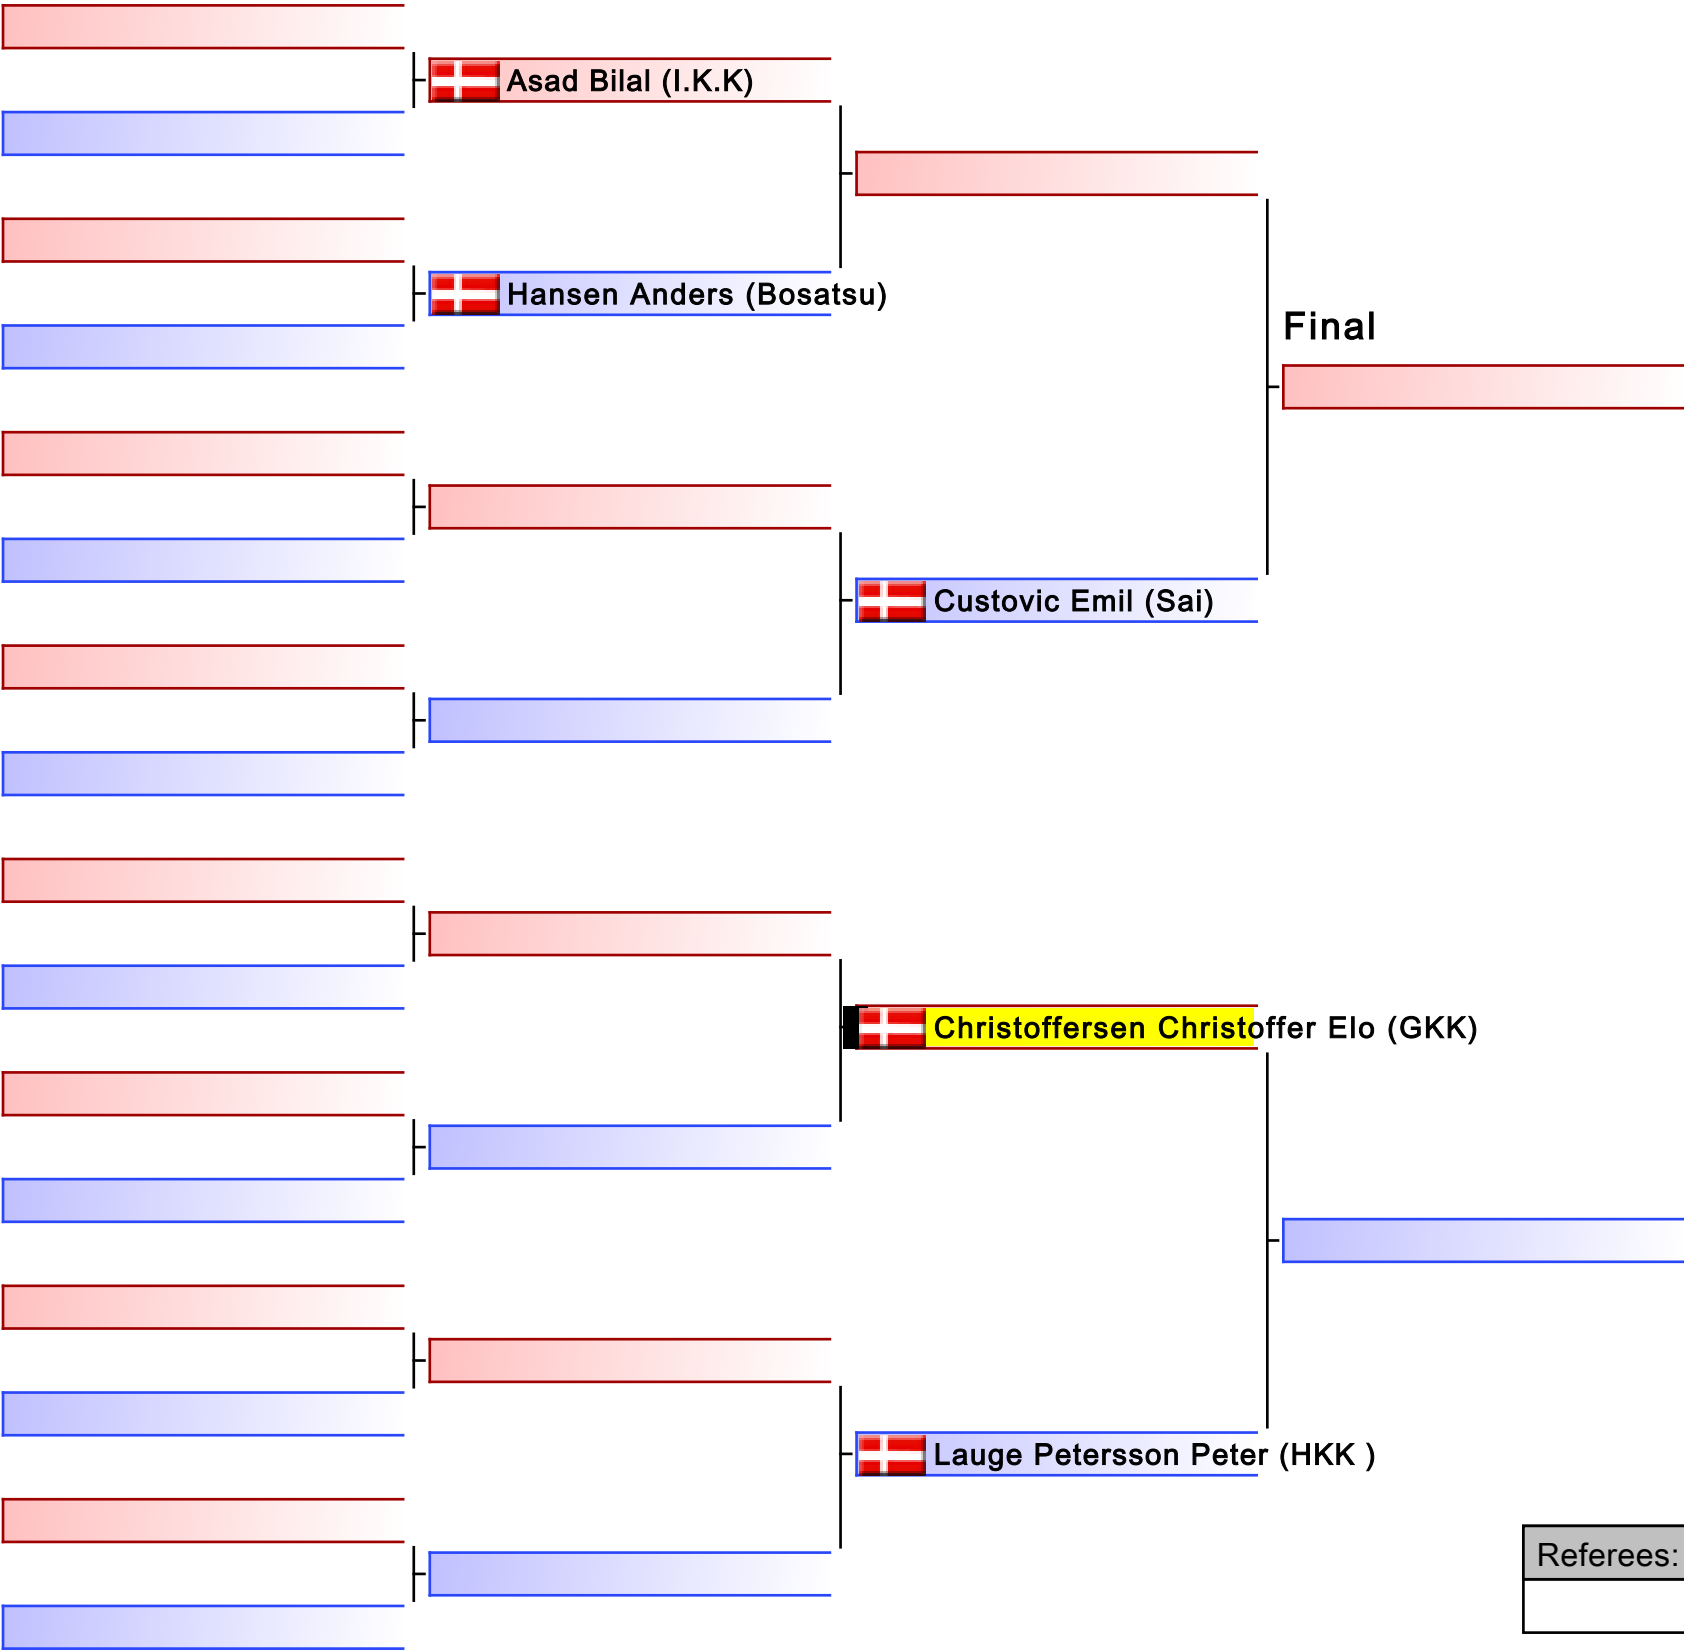 Asad Bilal (I.K.K)
Hansen Anders (Bosatsu)
Final
Custovic Emil (Sai)
Christoffersen Christoffer Elo (GKK)
Lauge Petersson Peter (HKK )
Referees: